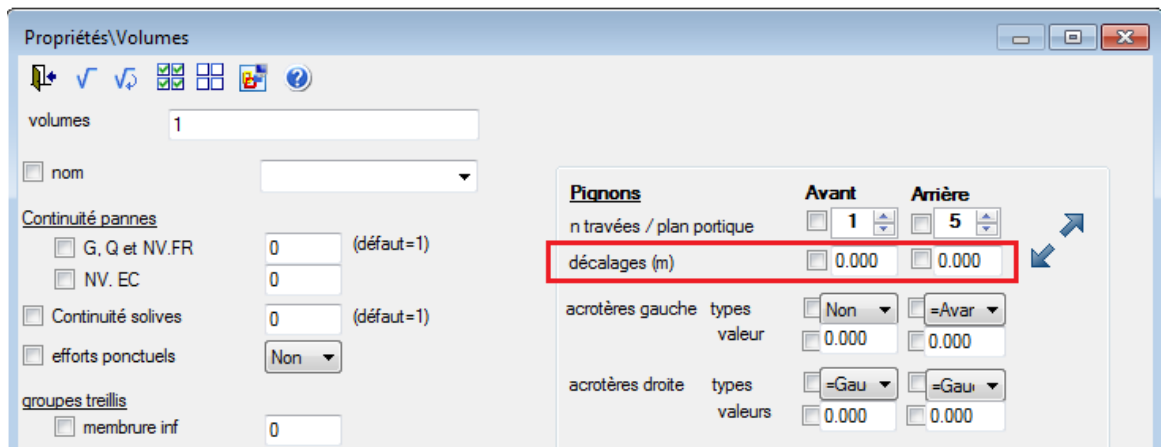 Propriétés\Volumes
volumes 1
nom
Continuité pannes
G, Q et NV.FR 0 (défaut=1)
NV. EC 0
Continuité solives 0 (défaut=1)
efforts ponctuels Non
groupes treillis
membrure inf 0
Pignons Avant Arrière
n travées / plan portique 1 5
décalages (m) 0.000 0.000
acrotères gauche types Non =Avar
valeur 0.000 0.000
acrotères droite types =Gau =Gau
valeurs 0.000 0.000